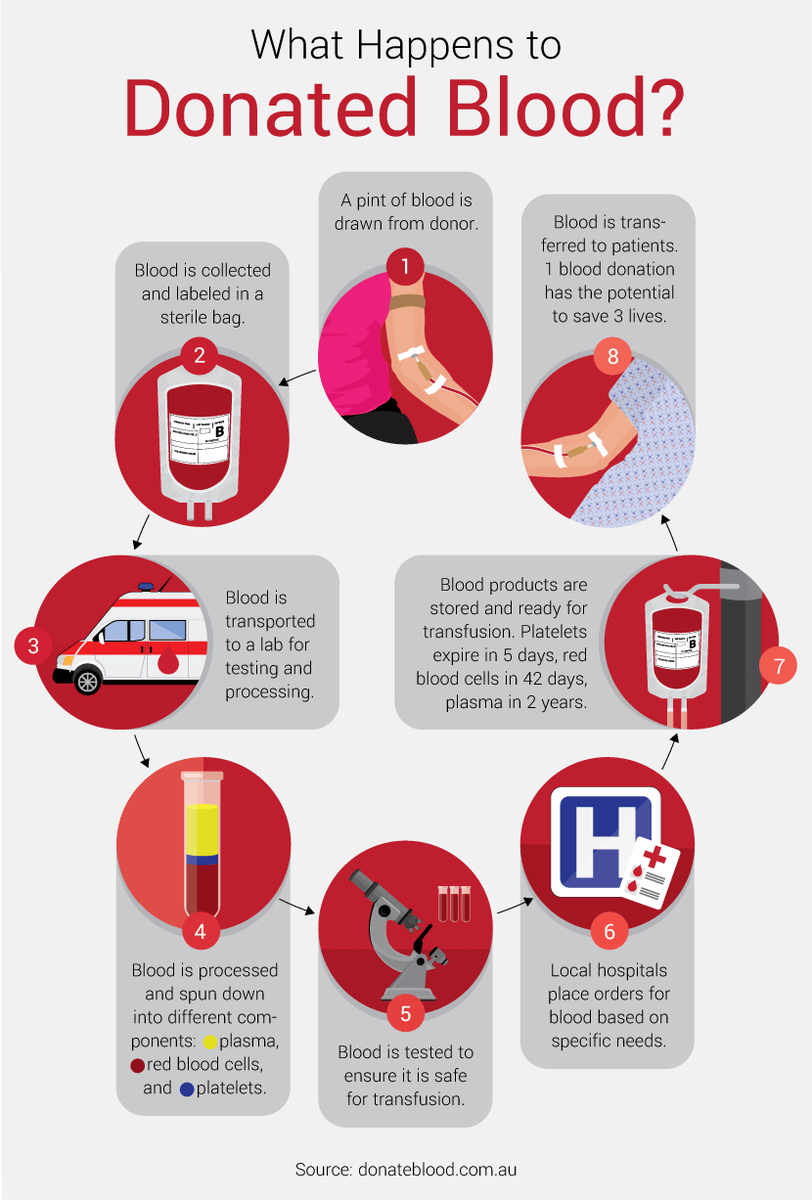 What Happens to
Donated Blood?
A pint of blood is
drawn from donor.
1
Blood is collected
and labeled in a
sterile bag.
2
B
3
Blood is
transported
to a lab for
testing and
processing.
4
Blood is processed
and spun down
into different com-
ponents: plasma,
red blood cells,
and platelets.
5
Blood is tested to
ensure it is safe
for transfusion.
H
6
Local hospitals
place orders for
blood based on
specific needs.
Blood products are
stored and ready for
transfusion. Platelets
expire in 5 days, red
blood cells in 42 days,
plasma in 2 years.
B
7
Blood is trans-
ferred to patients.
1 blood donation
has the potential
to save 3 lives.
8
Source: donateblood.com.au